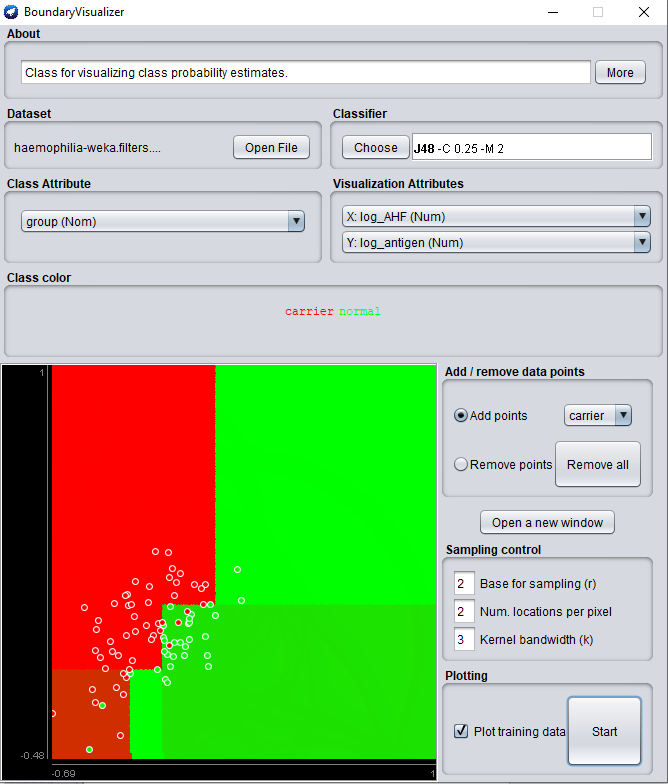 BoundaryVisualizer
About
Class for visualizing class probability estimates.
More
Dataset
Classifier
haemophilia-weka.filters....
Open File
Choose
J48 -C 0.25 -M 2
Class Attribute
Visualization Attributes
group (Nom)
X: log_AHF (Num)
Y: log_antigen (Num)
Class color
carrier normal
1
Add / remove data points
Add points
carrier
Remove points
Remove all
Open a new window
Sampling control
2 Base for sampling (r)
2 Num. locations per pixel
3 Kernel bandwidth (k)
Plotting
Plot training data
Start
-0.48
-0.69
1